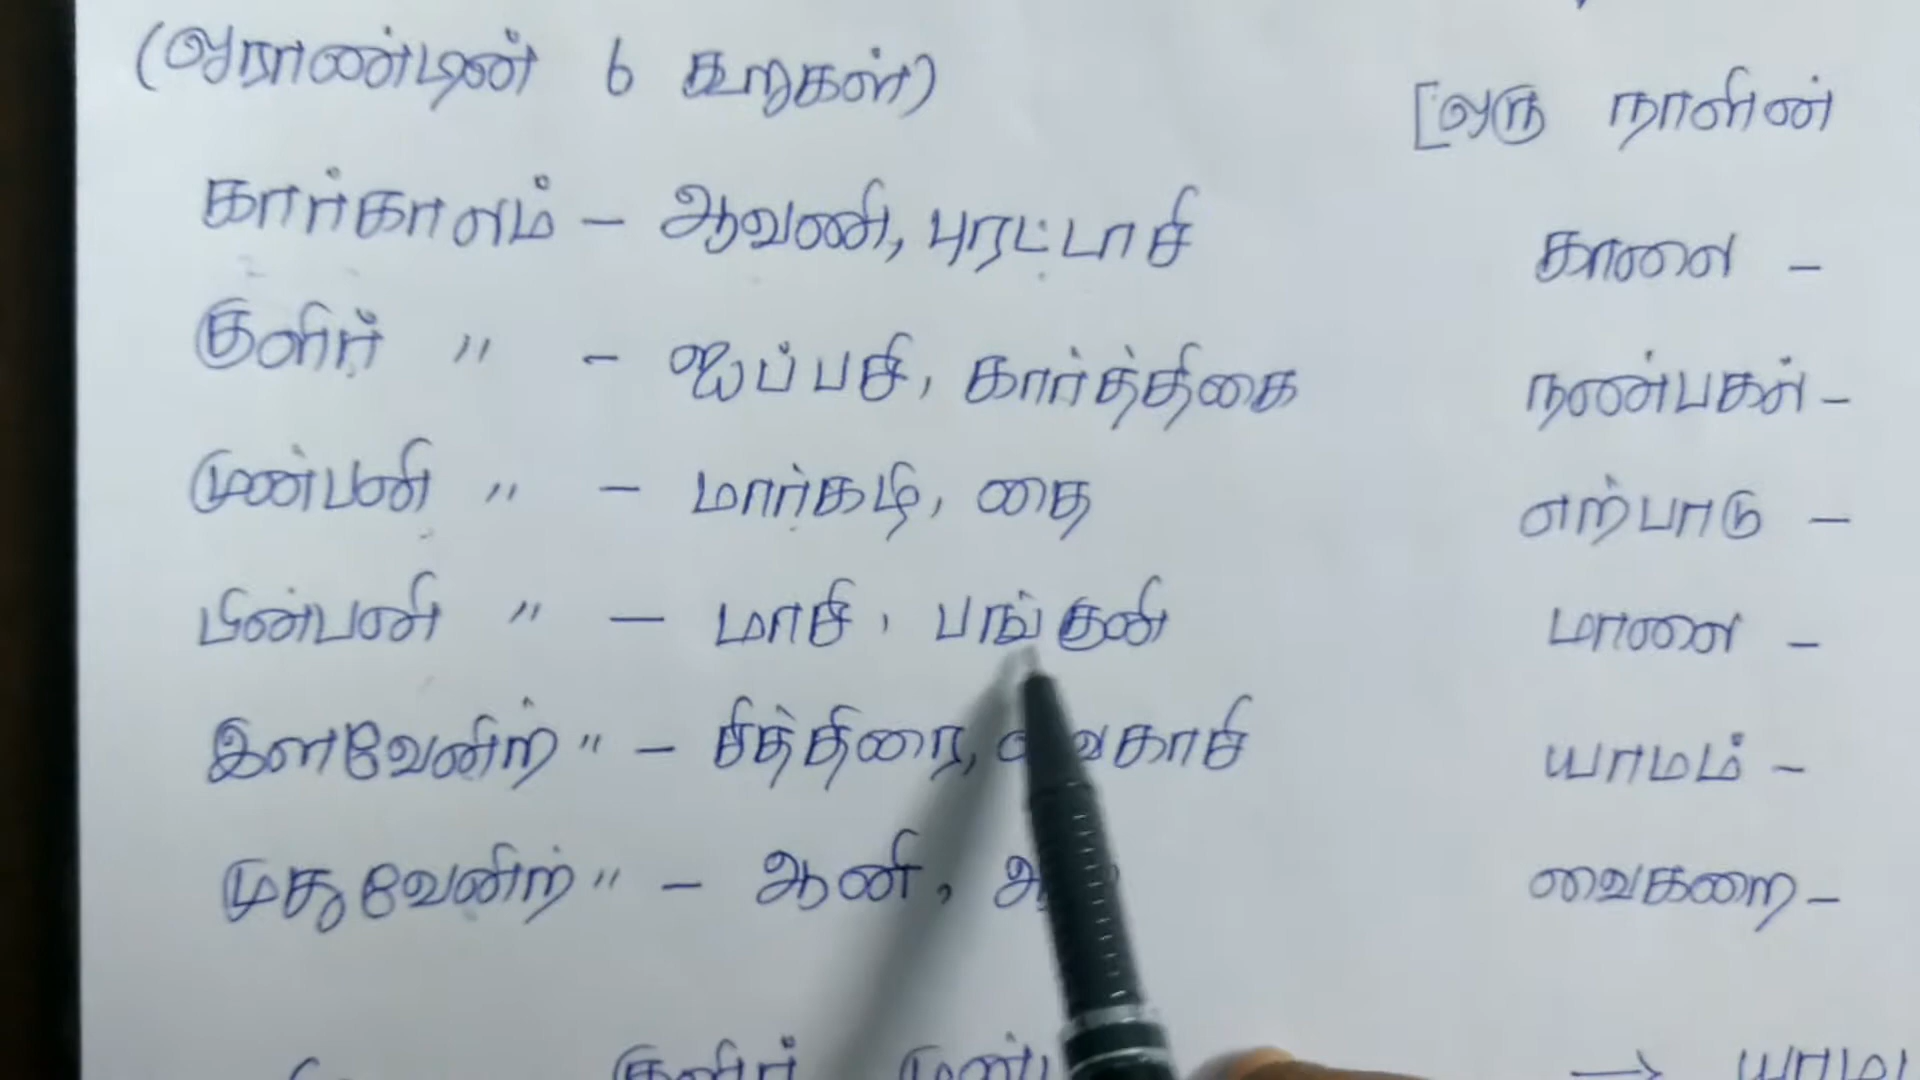 (ஓராண்டின் 6 கூறுகள்)
கார்காலம் - ஆவணி, புரட்டாசி
குளிர் " - ஐப்பசி, கார்த்திகை
முன்பனி " - மார்கழி, தை
பின்பனி " - மாசி, பங்குனி
இளவேனிற் " - சித்திரை, வைகாசி
முதுவேனிற் " - ஆனி,
குளிர்
[ஒரு நாளின்
காலை -
நண்பகல் -
எற்பாடு -
மாலை -
யாமம் -
வைகறை -
→